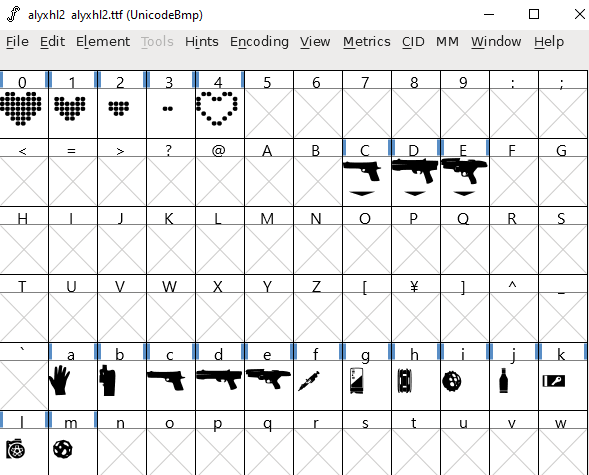 alyxhl2 alyxhl2.ttf (UnicodeBmp)
File Edit Element Tools Hints Encoding View Metrics CID MM Window Help
0 1 2 3 4 5 6 7 8 9 : ;
< = > ? @ A B C D E F G
H I J K L M N O P Q R S
T U V W X Y Z [ ¥ ] ^ _
` a b c d e f g h i j k
l m n o p q r s t u v w